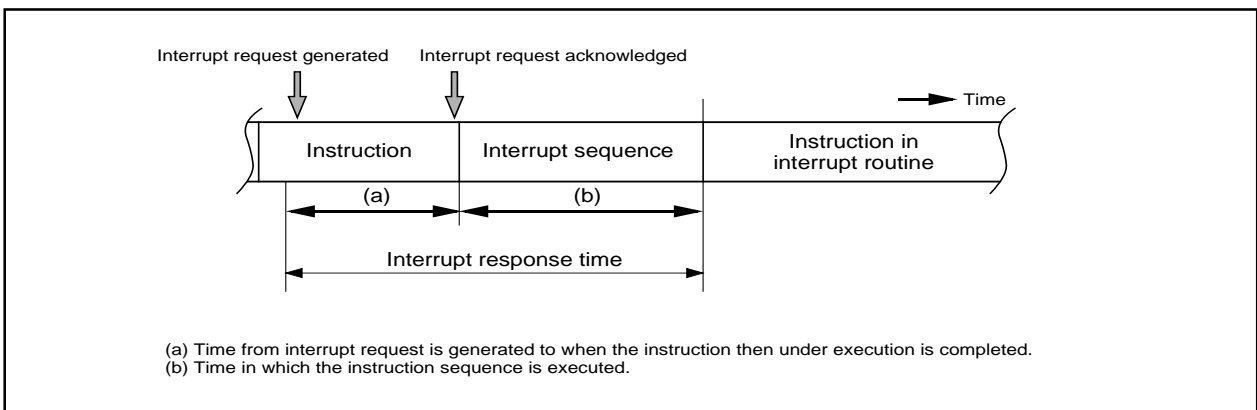 Interrupt request generated
Interrupt request acknowledged
Time
Instruction
Interrupt sequence
Instruction in
interrupt routine
(a)
(b)
Interrupt response time
(a) Time from interrupt request is generated to when the instruction then under execution is completed.
(b) Time in which the instruction sequence is executed.